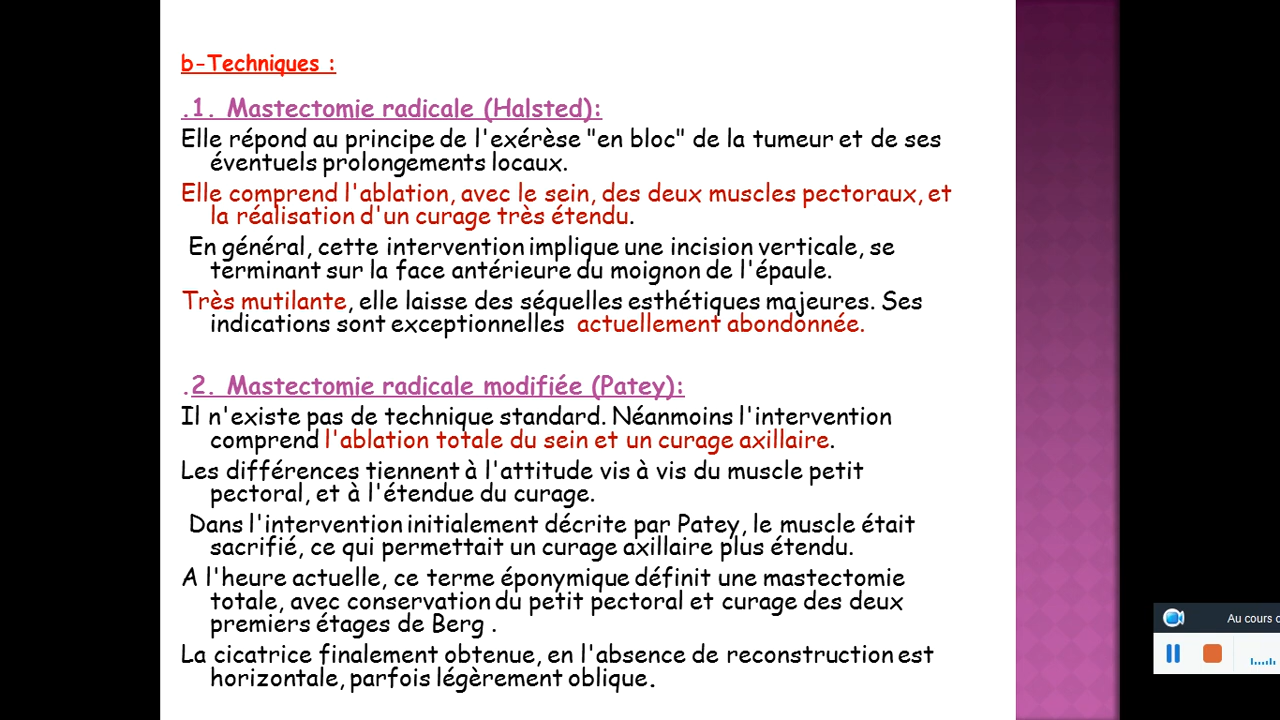 b-Techniques :
.1. Mastectomie radicale (Halsted):
Elle répond au principe de l'exérèse "en bloc" de la tumeur et de ses
éventuels prolongements locaux.
Elle comprend l'ablation, avec le sein, des deux muscles pectoraux, et
la réalisation d'un curage très étendu.
En général, cette intervention implique une incision verticale, se
terminant sur la face antérieure du moignon de l'épaule.
Très mutilante, elle laisse des séquelles esthétiques majeures. Ses
indications sont exceptionnelles actuellement abondonnée.
.2. Mastectomie radicale modifiée (Patey):
Il n'existe pas de technique standard. Néanmoins l'intervention
comprend l'ablation totale du sein et un curage axillaire.
Les différences tiennent à l'attitude vis à vis du muscle petit
pectoral, et à l'étendue du curage.
Dans l'intervention initialement décrite par Patey, le muscle était
sacrifié, ce qui permettait un curage axillaire plus étendu.
A l'heure actuelle, ce terme éponymique définit une mastectomie
totale, avec conservation du petit pectoral et curage des deux
premiers étages de Berg .
La cicatrice finalement obtenue, en l'absence de reconstruction est
horizontale, parfois légèrement oblique.
Au cours